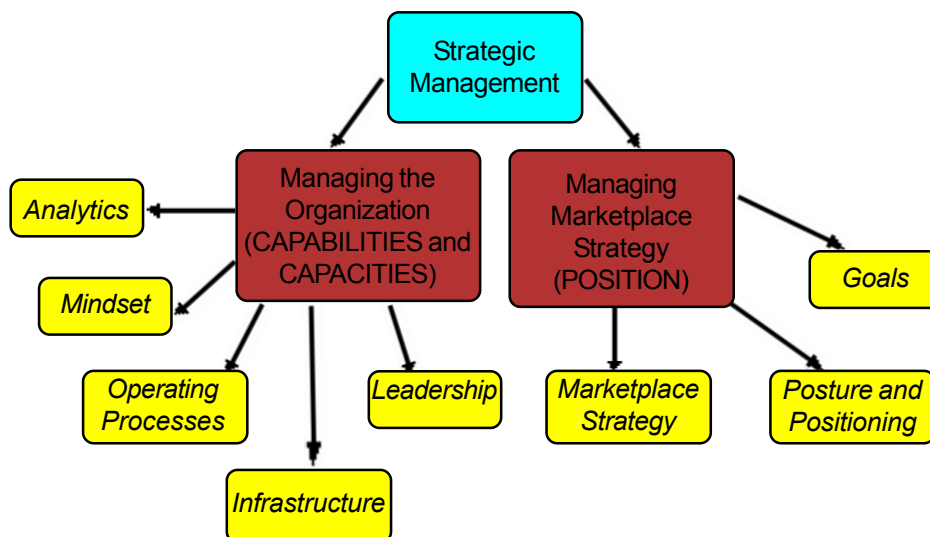 Strategic
Management
Managing the
Organization
(CAPABILITIES and
CAPACITIES)
Managing
Marketplace
Strategy
(POSITION)
Analytics
Mindset
Operating
Processes
Infrastructure
Leadership
Marketplace
Strategy
Posture and
Positioning
Goals